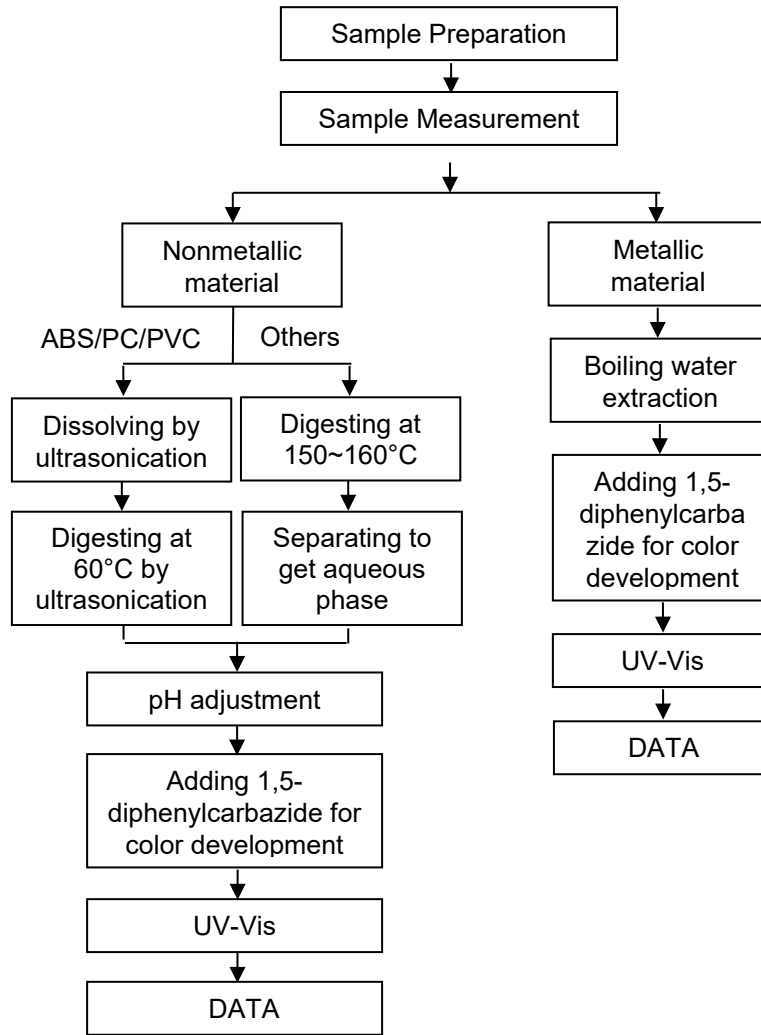 Sample Preparation
Sample Measurement
Nonmetallic
material
ABS/PC/PVC
Others
Dissolving by
ultrasonication
Digesting at
150~160°C
Digesting at
60°C by
ultrasonication
Separating to
get aqueous
phase
pH adjustment
Adding 1,5-
diphenylcarbazide for
color development
UV-Vis
DATA
Metallic
material
Boiling water
extraction
Adding 1,5-
diphenylcarba
zide for color
development
UV-Vis
DATA